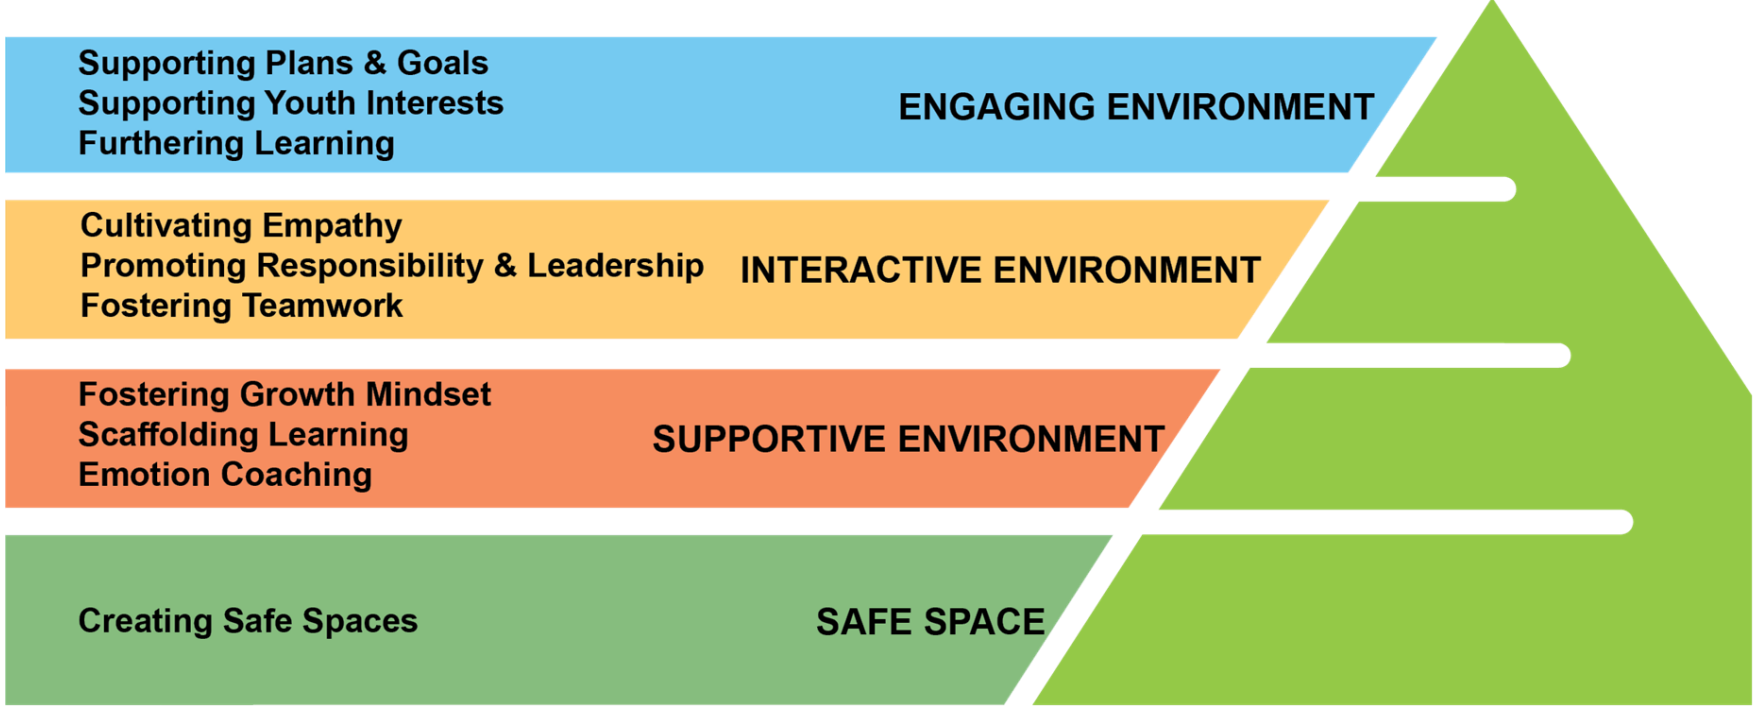 Supporting Plans & Goals
Supporting Youth Interests
Furthering Learning
ENGAGING ENVIRONMENT
Cultivating Empathy
Promoting Responsibility & Leadership
Fostering Teamwork
INTERACTIVE ENVIRONMENT
Fostering Growth Mindset
Scaffolding Learning
Emotion Coaching
SUPPORTIVE ENVIRONMENT
Creating Safe Spaces
SAFE SPACE